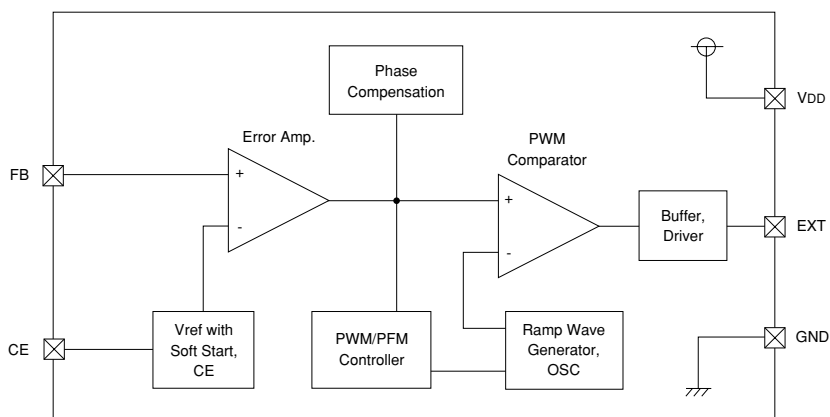 Phase
Compensation
VDD
Error Amp.
PWM
Comparator
FB
+
-
+
-
Buffer,
Driver
EXT
CE
Vref with
Soft Start,
CE
PWM/PFM
Controller
Ramp Wave
Generator,
OSC
GND